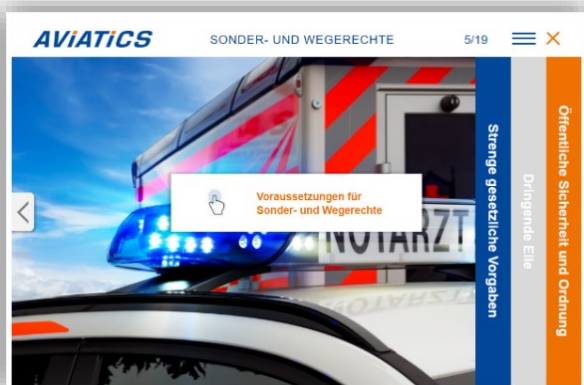 AViATiCS
SONDER- UND WEGERECHTE
5/19
Voraussetzungen für
Sonder- und Wegerechte
NOTARZT
Strenge gesetzliche Vorgaben
Dringende Eile
Öffentliche Sicherheit und Ordnung